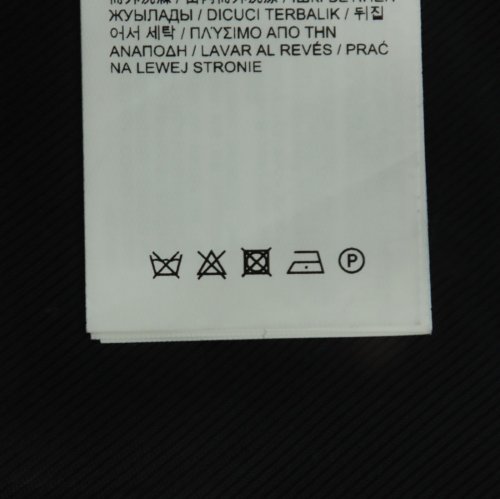 ЖУЫЛАДЫ / DICUCI TERBALIK / 뒤집
어서 세탁 / ΠΛΥΣΙΜΟ ΑΠΟ ΤΗΝ
ΑΝΑΠΟΔΗ / LAVAR AL REVÉS / PRAĆ
NA LEWEJ STRONIE
P